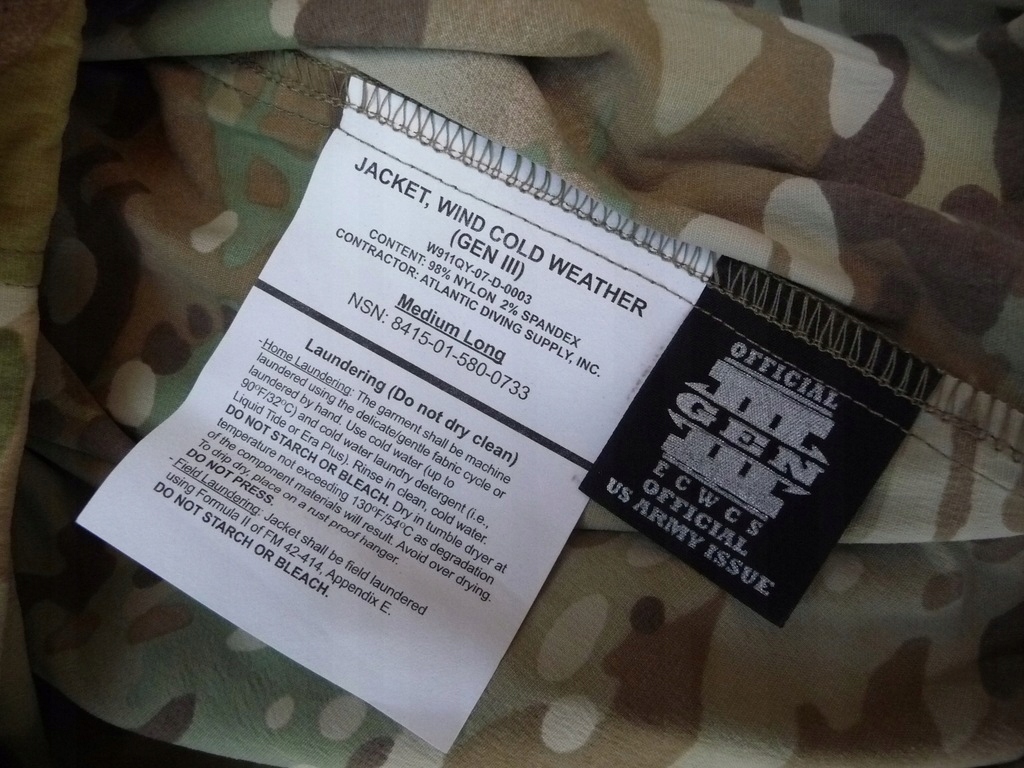 JACKET, WIND COLD WEATHER
(GEN III)
W911QY-07-D-0003
CONTENT: 98% NYLON 2% SPANDEX
CONTRACTOR: ATLANTIC DIVING SUPPLY, INC.
Medium Long
NSN: 8415-01-580-0733
Laundering (Do not dry clean)
-Home Laundering: The garment shall be machine
laundered using the delicate/gentle fabric cycle or
laundered by hand. Use cold water (up to
90°F/32°C) and cold water laundry detergent (i.e.,
Liquid Tide or Era Plus). Rinse in clean, cold water.
DO NOT STARCH OR BLEACH. Dry in tumble dryer at
temperature not exceeding 130°F/54°C as degradation
of the component materials will result. Avoid over drying.
To drip dry, place on a rust proof hanger.
DO NOT PRESS.
-Field Laundering: Jacket shall be field laundered
using Formula II of FM 42-414, Appendix E.
DO NOT STARCH OR BLEACH.
OFFICIAL
GEN
III
ECWCS
OFFICIAL
US ARMY ISSUE